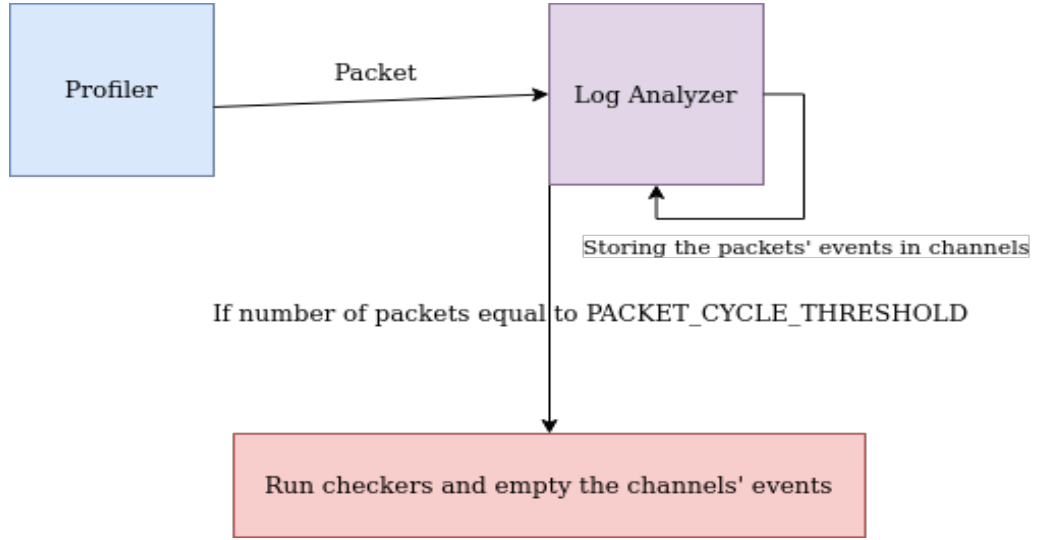 Profiler
Packet
Log Analyzer
Storing the packets' events in channels
If number of packets equal to PACKET_CYCLE_THRESHOLD
Run checkers and empty the channels' events